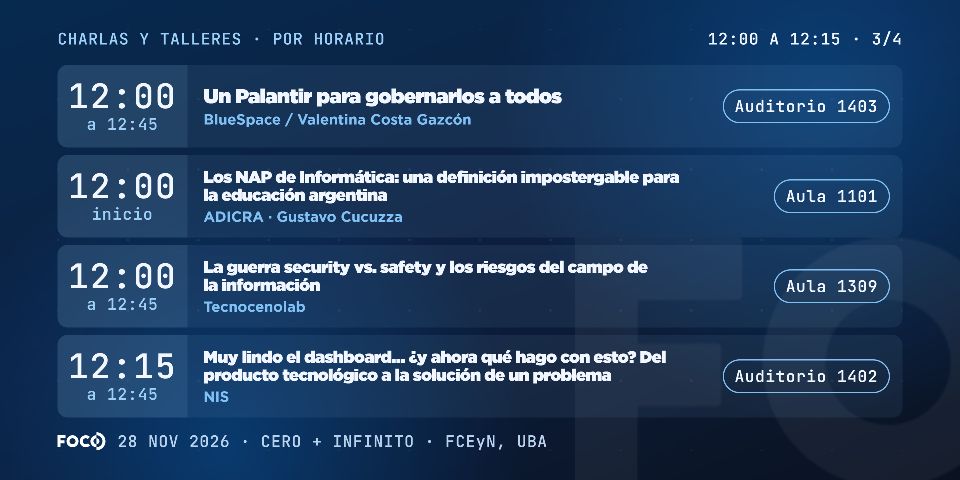 CHARLAS Y TALLERES · POR HORARIO
12:00 A 12:15 · 3/4
12:00
a 12:45
Un Palantir para gobernarlos a todos
BlueSpace / Valentina Costa Gazcón
Auditorio 1403
12:00
inicio
Los NAP de Informática: una definición impostergable para
la educación argentina
ADICRA · Gustavo Cucuzza
Aula 1101
12:00
a 12:45
La guerra security vs. safety y los riesgos del campo de
la información
Tecnocenolab
Aula 1309
12:15
a 12:45
Muy lindo el dashboard... ¿y ahora qué hago con esto? Del
producto tecnológico a la solución de un problema
NIS
Auditorio 1402
FOCO 28 NOV 2026 · CERO + INFINITO · FCEyN, UBA
FO